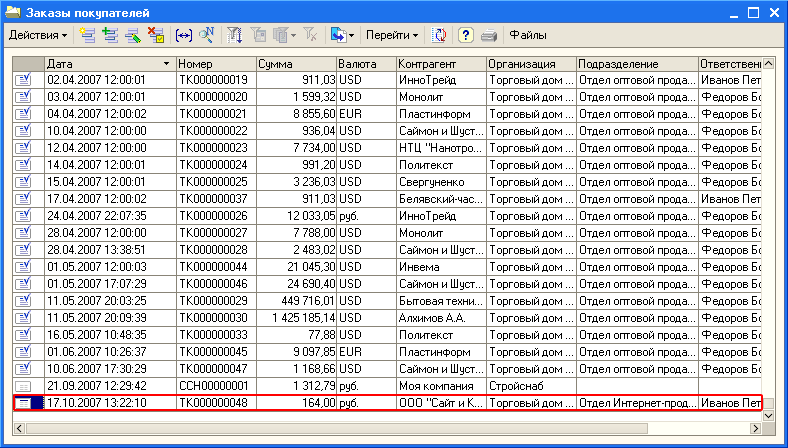 Заказы покупателей
Действия Перейти ? Файлы
Дата Номер Сумма Валюта Контрагент Организация Подразделение Ответственн
02.04.2007 12:00:01 ТК000000019 911,03 USD ИнноТрейд Торговый дом ... Отдел оптовой прода... Иванов Пет
03.04.2007 12:00:01 ТК000000020 1 599,32 USD Монолит Торговый дом ... Отдел оптовой прода... Федоров Бо
04.04.2007 12:00:02 ТК000000021 8 855,60 EUR Пластинформ Торговый дом ... Отдел оптовой прода... Федоров Бо
10.04.2007 12:00:00 ТК000000022 936,04 USD Саймон и Шуст... Торговый дом ... Отдел оптовой прода... Федоров Бо
12.04.2007 12:00:00 ТК000000023 7 734,00 USD НТЦ "Нанотро... Торговый дом ... Отдел оптовой прода... Федоров Бо
14.04.2007 12:00:01 ТК000000024 991,20 USD Политекст Торговый дом ... Отдел оптовой прода... Федоров Бо
15.04.2007 12:00:01 ТК000000025 3 236,03 USD Свергуненко Торговый дом ... Отдел оптовой прода... Федоров Бо
17.04.2007 12:00:02 ТК000000037 911,03 USD Белявский-час... Торговый дом ... Отдел оптовой прода... Иванов Пет
24.04.2007 22:07:35 ТК000000026 12 033,05 руб. ИнноТрейд Торговый дом ... Отдел оптовой прода... Федоров Бо
28.04.2007 12:00:00 ТК000000027 7 788,00 USD Монолит Торговый дом ... Отдел оптовой прода... Федоров Бо
28.04.2007 13:38:51 ТК000000028 2 483,02 USD Саймон и Шуст... Торговый дом ... Отдел оптовой прода... Федоров Бо
01.05.2007 12:00:03 ТК000000044 21 045,30 USD Инвема Торговый дом ... Отдел оптовой прода... Федоров Бо
01.05.2007 17:07:29 ТК000000046 24 690,40 USD Саймон и Шуст... Торговый дом ... Отдел оптовой прода... Федоров Бо
11.05.2007 20:03:25 ТК000000029 449 716,01 USD Бытовая техни... Торговый дом ... Отдел оптовой прода... Федоров Бо
11.05.2007 20:09:39 ТК000000030 1 425 185,14 USD Алхимов А.А. Торговый дом ... Отдел оптовой прода... Федоров Бо
16.05.2007 10:48:35 ТК000000033 77,88 USD Политекст Торговый дом ... Отдел оптовой прода... Федоров Бо
01.06.2007 10:26:37 ТК000000045 9 097,85 EUR Пластинформ Торговый дом ... Отдел оптовой прода... Федоров Бо
10.06.2007 17:30:29 ТК000000047 1 168,66 USD Саймон и Шуст... Торговый дом ... Отдел оптовой прода... Федоров Бо
21.09.2007 12:29:42 ССН00000001 1 312,79 руб. Моя компания Стройснаб
17.10.2007 13:22:10 ТК000000048 164,00 руб. ООО "Сайт и К... Торговый дом ... Отдел Интернет-прод... Иванов Пет